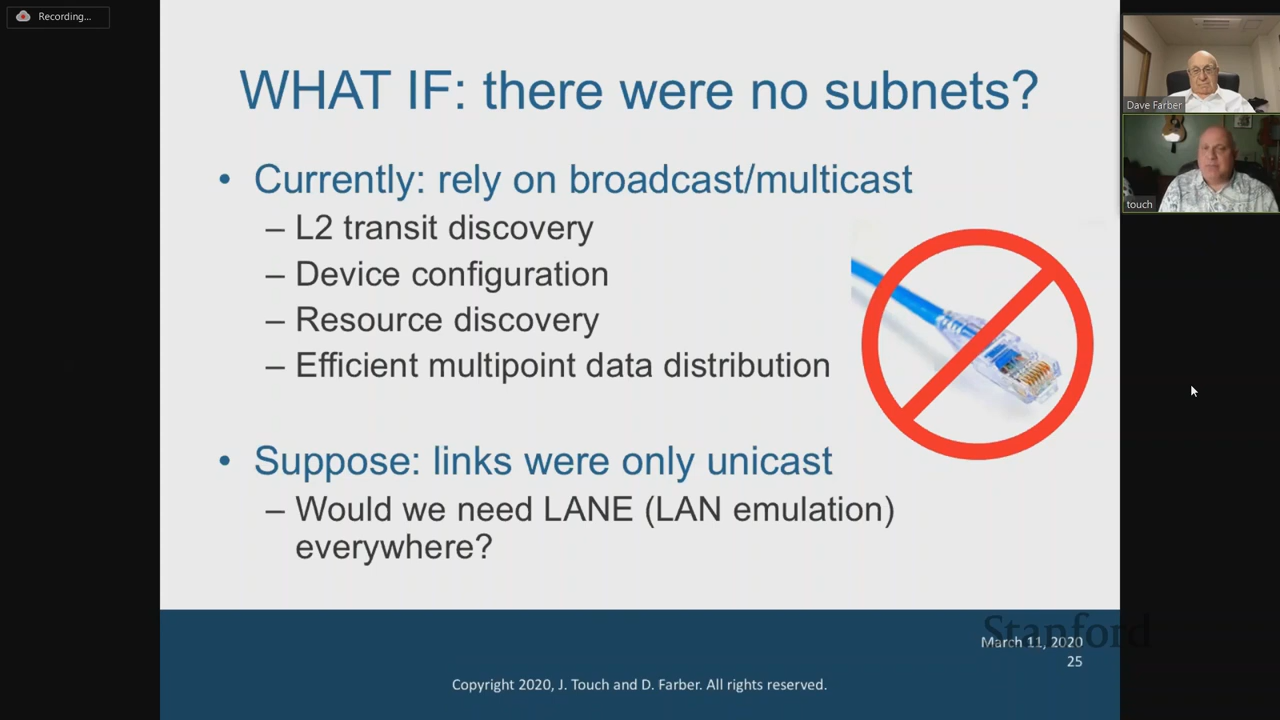 Recording...
WHAT IF: there were no subnets?
• Currently: rely on broadcast/multicast
– L2 transit discovery
– Device configuration
– Resource discovery
– Efficient multipoint data distribution
• Suppose: links were only unicast
– Would we need LANE (LAN emulation)
everywhere?
Dave Farber
touch
Stanford
March 11, 2020
25
Copyright 2020, J. Touch and D. Farber. All rights reserved.